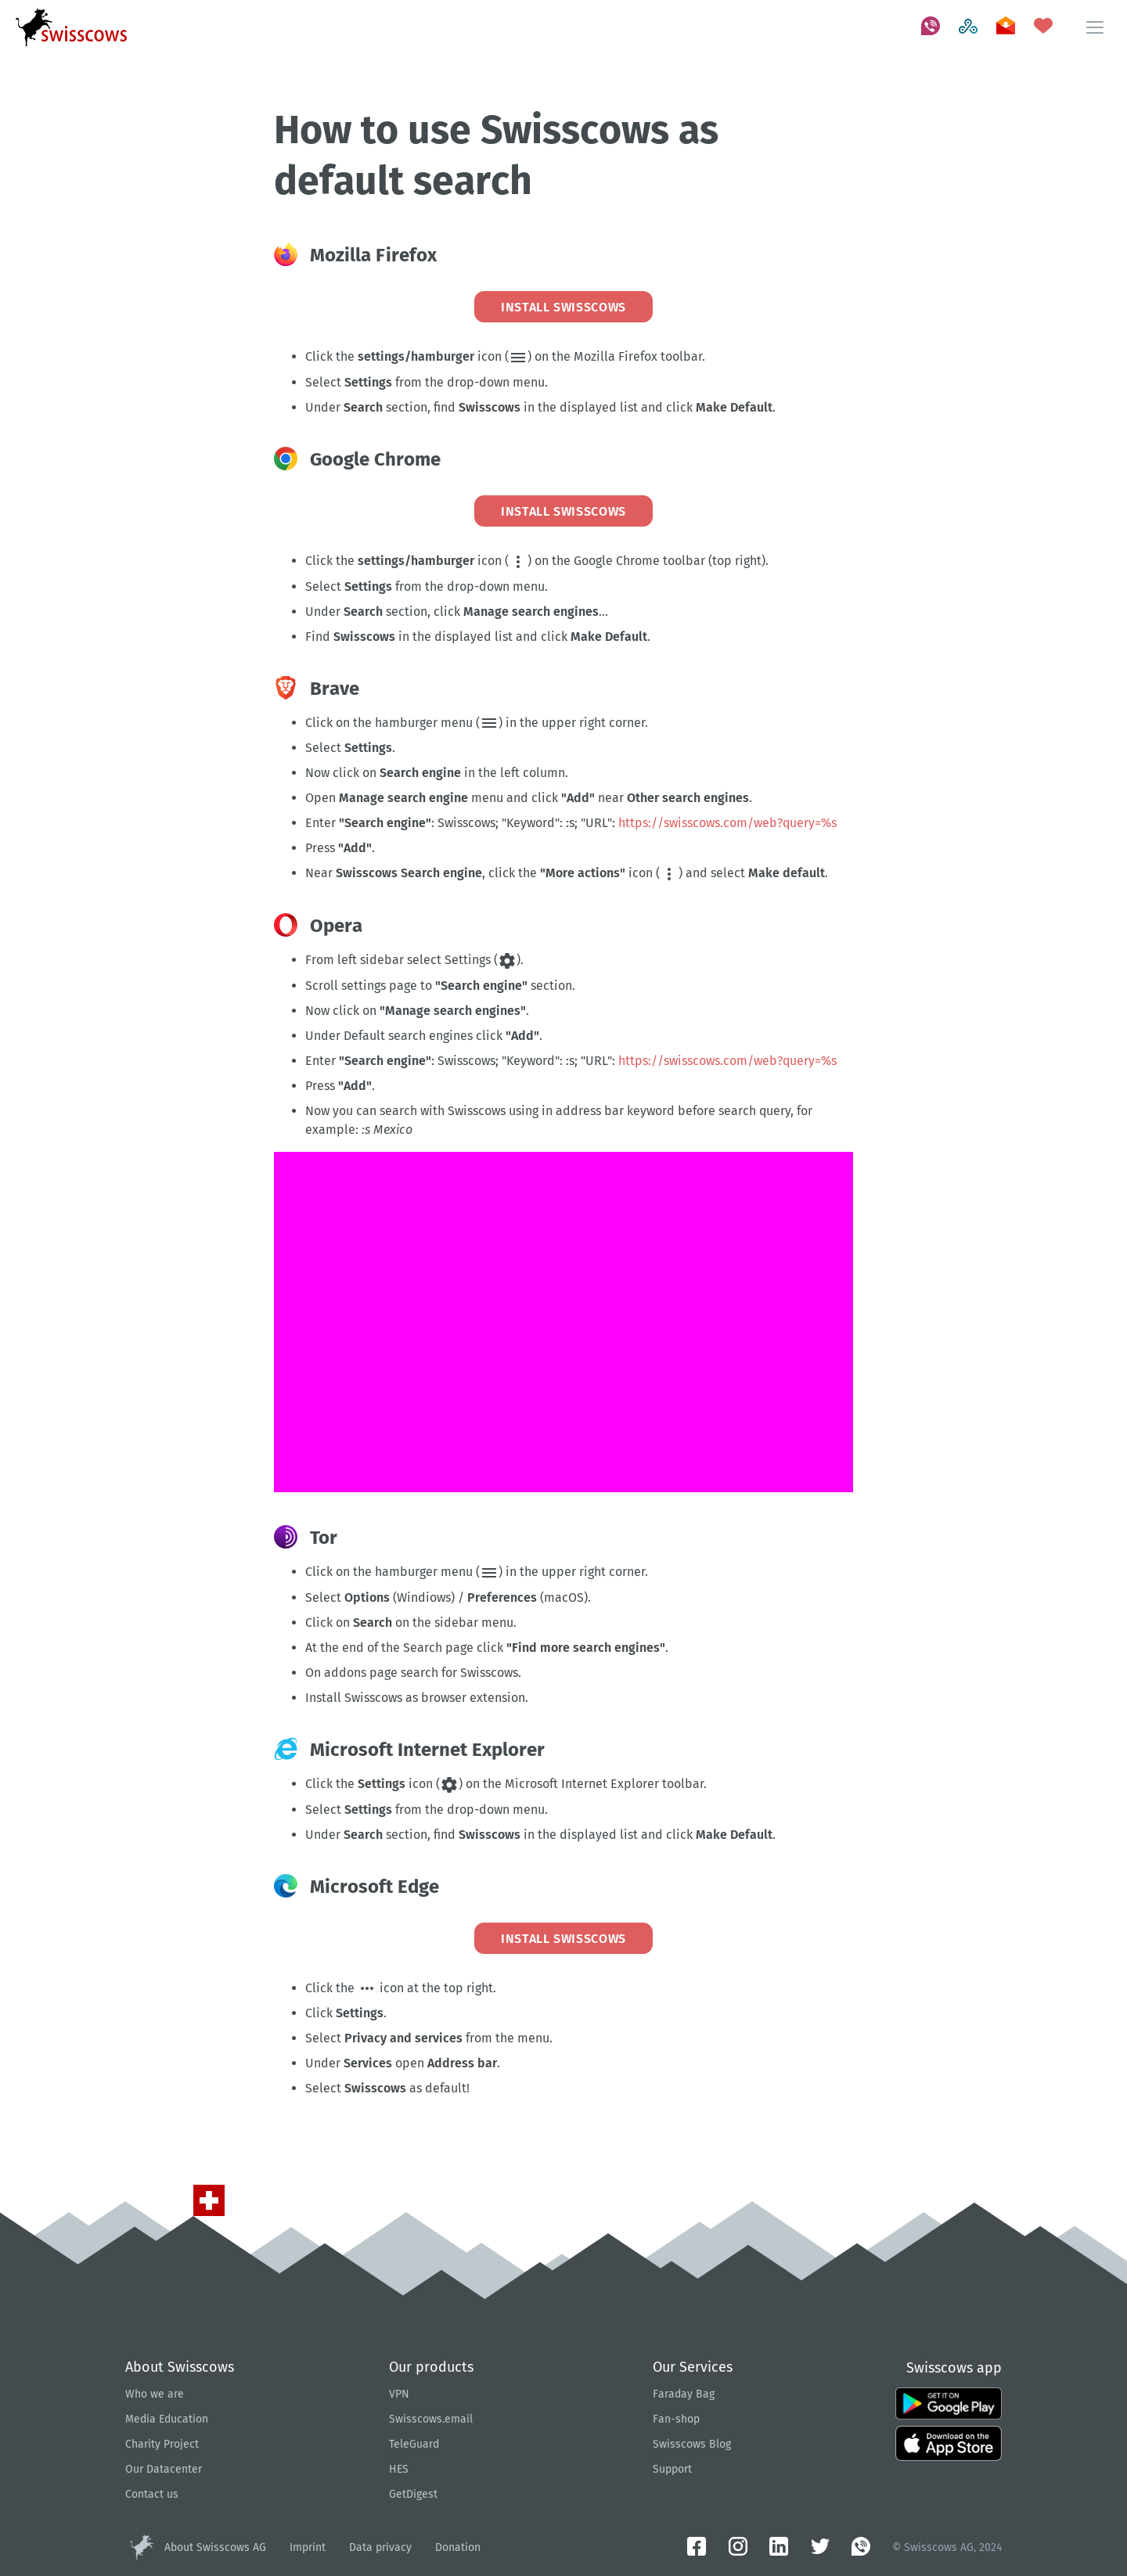 swisscows
How to use Swisscows as
default search
Mozilla Firefox
INSTALL SWISSCOWS
• Click the settings/hamburger icon ( ) on the Mozilla Firefox toolbar.
• Select Settings from the drop-down menu.
• Under Search section, find Swisscows in the displayed list and click Make Default.
Google Chrome
INSTALL SWISSCOWS
• Click the settings/hamburger icon ( ) on the Google Chrome toolbar (top right).
• Select Settings from the drop-down menu.
• Under Search section, click Manage search engines...
• Find Swisscows in the displayed list and click Make Default.
Brave
• Click on the hamburger menu ( ) in the upper right corner.
• Select Settings.
• Now click on Search engine in the left column.
• Open Manage search engine menu and click "Add" near Other search engines.
• Enter "Search engine": Swisscows; "Keyword": :s; "URL": https://swisscows.com/web?query=%s
• Press "Add".
• Near Swisscows Search engine, click the "More actions" icon ( ) and select Make default.
Opera
• From left sidebar select Settings ( ).
• Scroll settings page to "Search engine" section.
• Now click on "Manage search engines".
• Under Default search engines click "Add".
• Enter "Search engine": Swisscows; "Keyword": :s; "URL": https://swisscows.com/web?query=%s
• Press "Add".
• Now you can search with Swisscows using in address bar keyword before search query, for
example: :s Mexico
Tor
• Click on the hamburger menu ( ) in the upper right corner.
• Select Options (Windiows) / Preferences (macOS).
• Click on Search on the sidebar menu.
• At the end of the Search page click "Find more search engines".
• On addons page search for Swisscows.
• Install Swisscows as browser extension.
Microsoft Internet Explorer
• Click the Settings icon ( ) on the Microsoft Internet Explorer toolbar.
• Select Settings from the drop-down menu.
• Under Search section, find Swisscows in the displayed list and click Make Default.
Microsoft Edge
INSTALL SWISSCOWS
• Click the ••• icon at the top right.
• Click Settings.
• Select Privacy and services from the menu.
• Under Services open Address bar.
• Select Swisscows as default!
About Swisscows
Who we are
Media Education
Charity Project
Our Datacenter
Contact us
Our products
VPN
Swisscows.email
TeleGuard
HES
GetDigest
Our Services
Faraday Bag
Fan-shop
Swisscows Blog
Support
Swisscows app
GET IT ON
Google Play
Download on the
App Store
About Swisscows AG
Imprint
Data privacy
Donation
© Swisscows AG, 2024